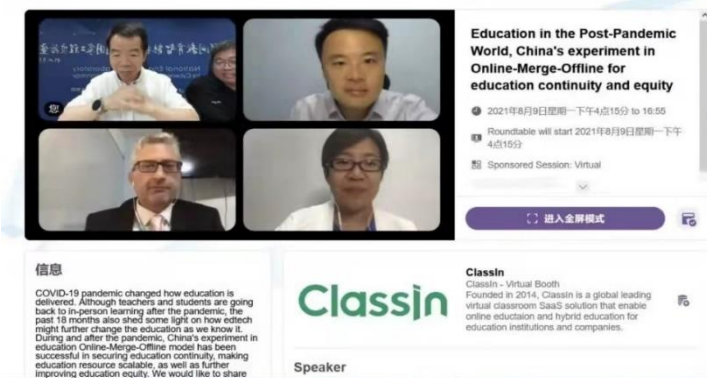 您
Education in the Post-Pandemic
World, China's experiment in
Online-Merge-Offline for
education continuity and equity
2021年8月9日星期一下午4点15分 to 16:55
Roundtable will start 2021年8月9日星期一下午
4点15分
Sponsored Session: Virtual
进入全屏模式
信息
COVID-19 pandemic changed how education is
delivered. Although teachers and students are going
back to in-person learning after the pandemic, the
past 18 months also shed some light on how edtech
might further change the education as we know it.
During and after the pandemic, China's experiment in
education Online-Merge-Offline model has been
successful in securing education continuity, making
education resource scalable, as well as further
improving education equity. We would like to share
ClassIn
ClassIn
ClassIn - Virtual Booth
Founded in 2014, ClassIn is a global leading
virtual classroom SaaS solution that enable
online eductaion and hybrid education for
education institutions and companies.
Speaker